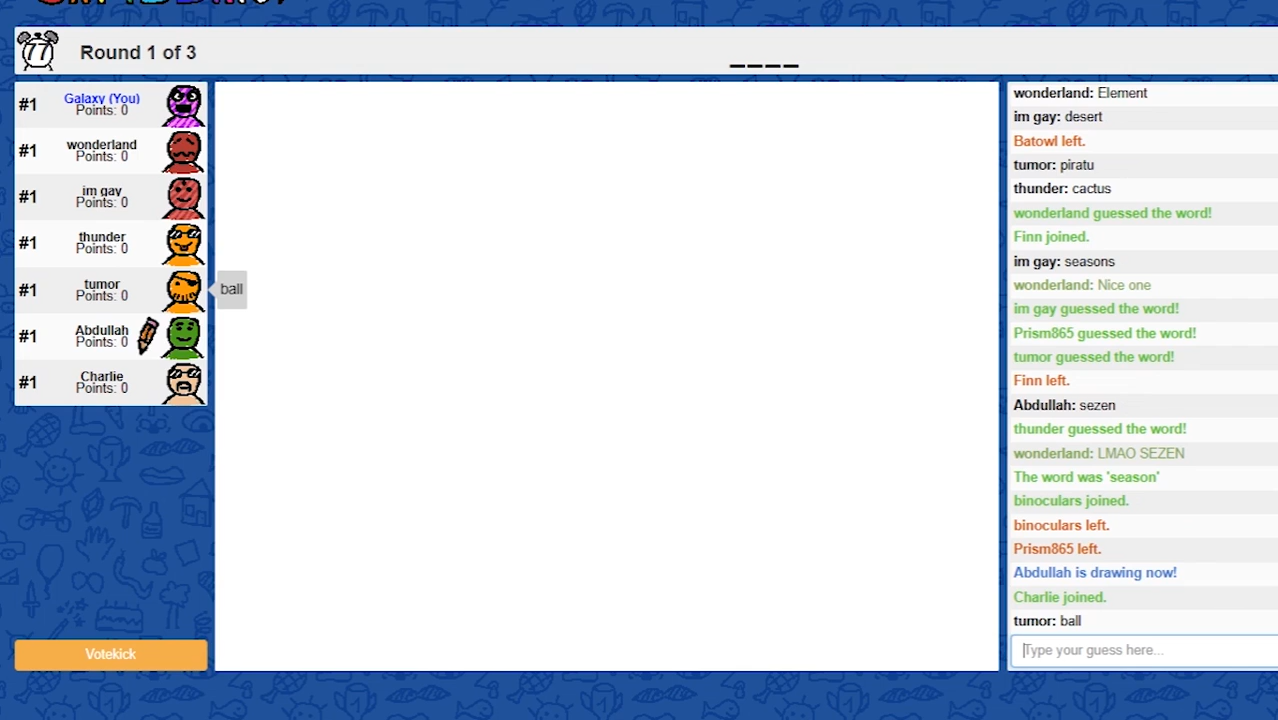 77
Round 1 of 3
_ _ _ _
#1
Galaxy (You)
Points: 0
#1
wonderland
Points: 0
#1
im gay
Points: 0
#1
thunder
Points: 0
#1
tumor
Points: 0
ball
#1
Abdullah
Points: 0
#1
Charlie
Points: 0
Votekick
wonderland: Element
im gay: desert
Batowl left.
tumor: piratu
thunder: cactus
wonderland guessed the word!
Finn joined.
im gay: seasons
wonderland: Nice one
im gay guessed the word!
Prism865 guessed the word!
tumor guessed the word!
Finn left.
Abdullah: sezen
thunder guessed the word!
wonderland: LMAO SEZEN
The word was 'season'
binoculars joined.
binoculars left.
Prism865 left.
Abdullah is drawing now!
Charlie joined.
tumor: ball
Type your guess here...